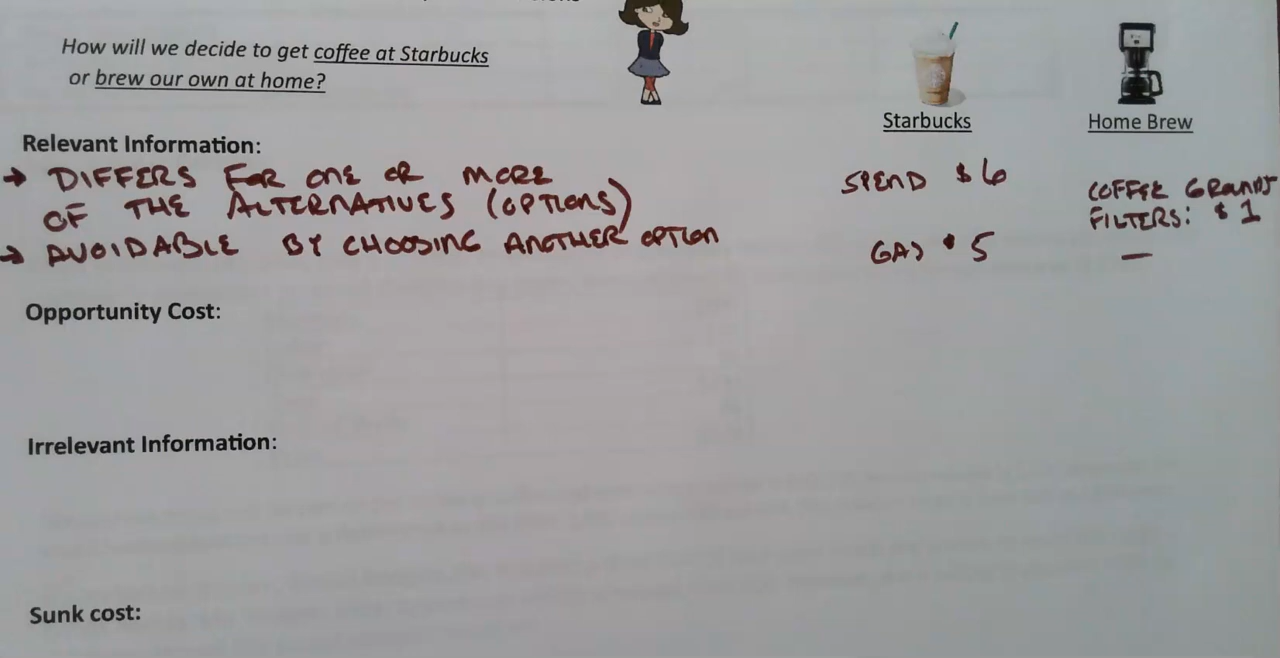 How will we decide to get coffee at Starbucks
or brew our own at home?
Starbucks
Home Brew
Relevant Information:
→ DIFFERS FOR ONE OR MORE
OF THE ALTERNATIVES (OPTIONS)
→ AVOIDABLE BY CHOOSING ANOTHER OPTION
SPEND $6
COFFEE
FILTERS: $1
GAS $5
—
Opportunity Cost:
Irrelevant Information:
Sunk cost: